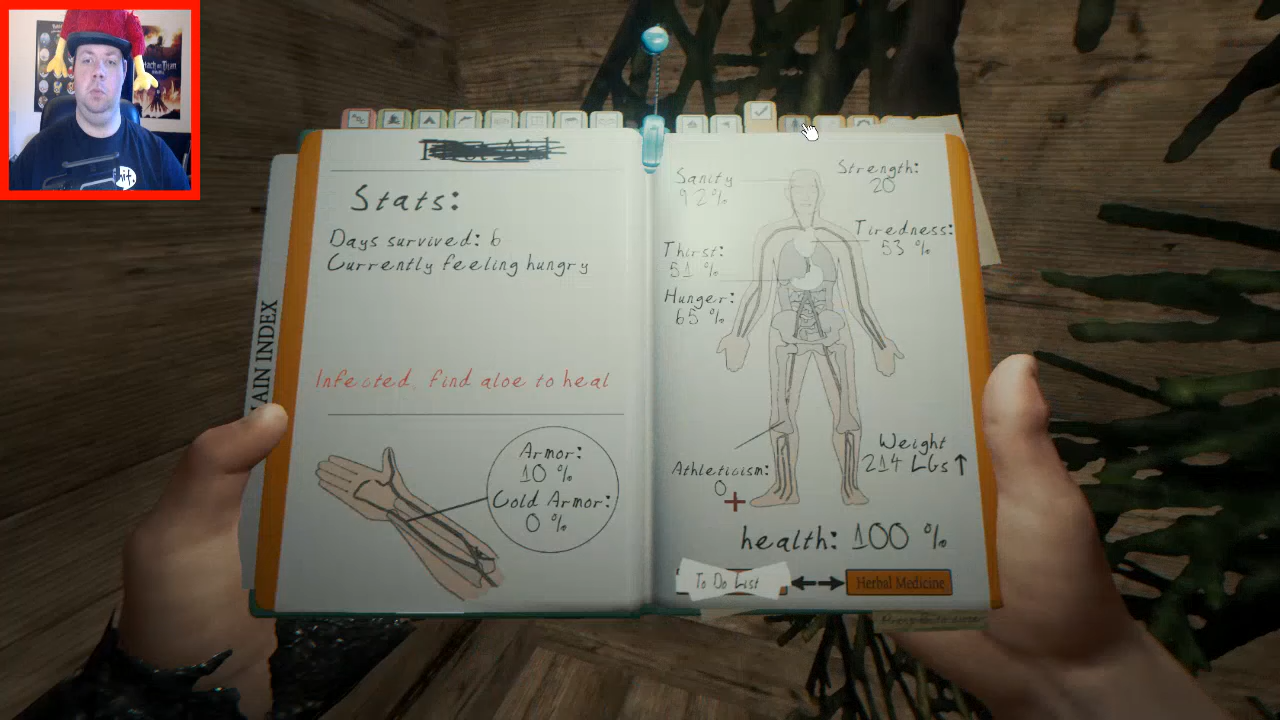 MAIN INDEX
Stats:
Days survived: 6
Currently feeling hungry
Infected, find aloe to heal
Armor:
10 %
Cold Armor:
0 %
Sanity
92%
Strength:
20
Tiredness:
53 %
Thirst:
51 %
Hunger:
65 %
Athleticism:
0
Weight
214 LGs
health: 100 %
To Do List
Herbal Medicine